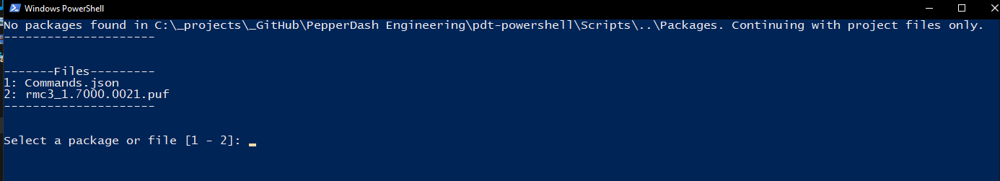 Windows PowerShell
No packages found in C:\_projects\_GitHub\PepperDash Engineering\pdt-powershell\Scripts\..\Packages. Continuing with project files only.
---------------------
-------Files---------
1: Commands.json
2: rmc3_1.7000.0021.puf
---------------------
Select a package or file [1 - 2]: